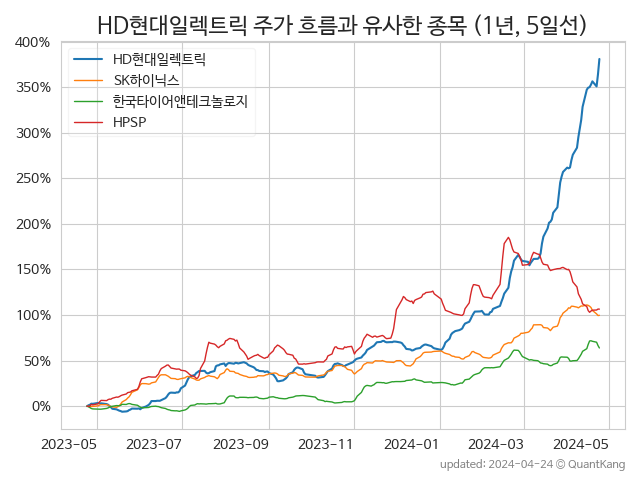 HD현대일렉트릭 주가 흐름과 유사한 종목 (1년, 5일선)
400%
350%
300%
250%
200%
150%
100%
50%
0%
HD현대일렉트릭
SK하이닉스
한국타이어앤테크놀로지
HPSP
2023-05 2023-07 2023-09 2023-11 2024-01 2024-03 2024-05
updated: 2024-04-24 © QuantKang